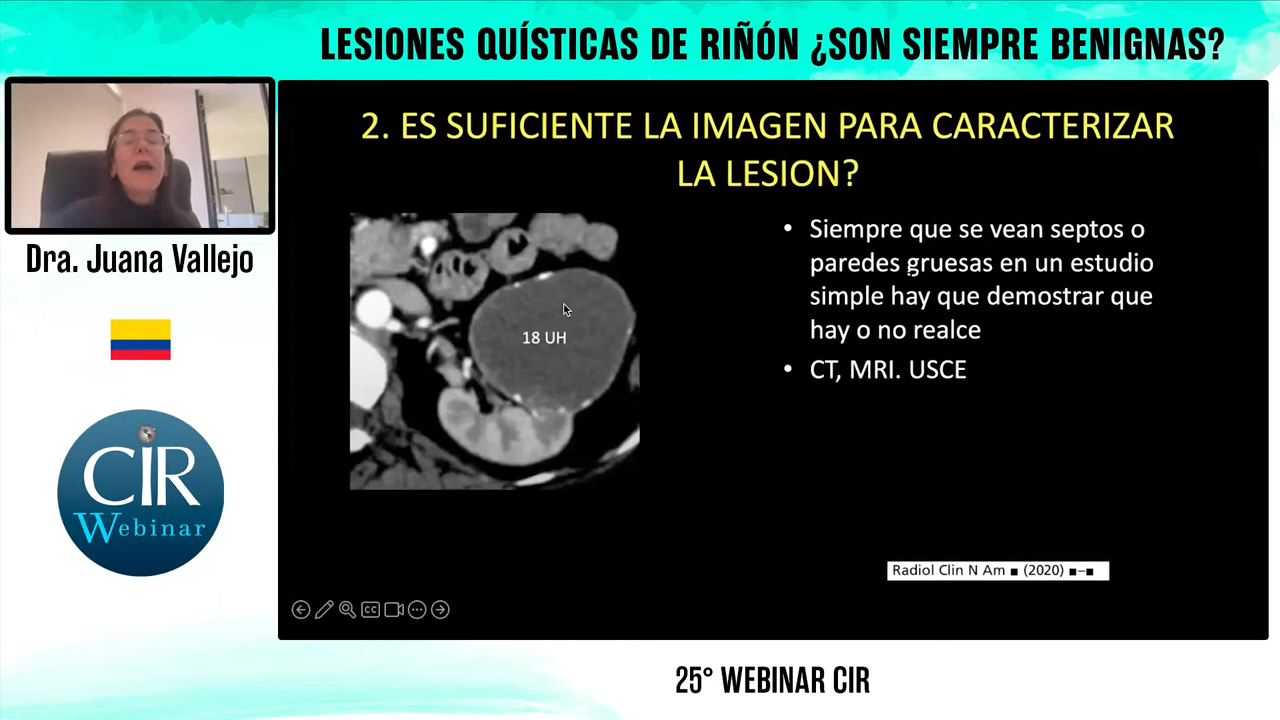 LESIONES QUÍSTICAS DE RIÑÓN ¿SON SIEMPRE BENIGNAS?
Dra. Juana Vallejo
CIR
Webinar
2. ES SUFICIENTE LA IMAGEN PARA CARACTERIZAR
LA LESION?
18 UH
• Siempre que se vean septos o
paredes gruesas en un estudio
simple hay que demostrar que
hay o no realce
• CT, MRI. USCE
Radiol Clin N Am ■ (2020) ■–■
CC
25° WEBINAR CIR